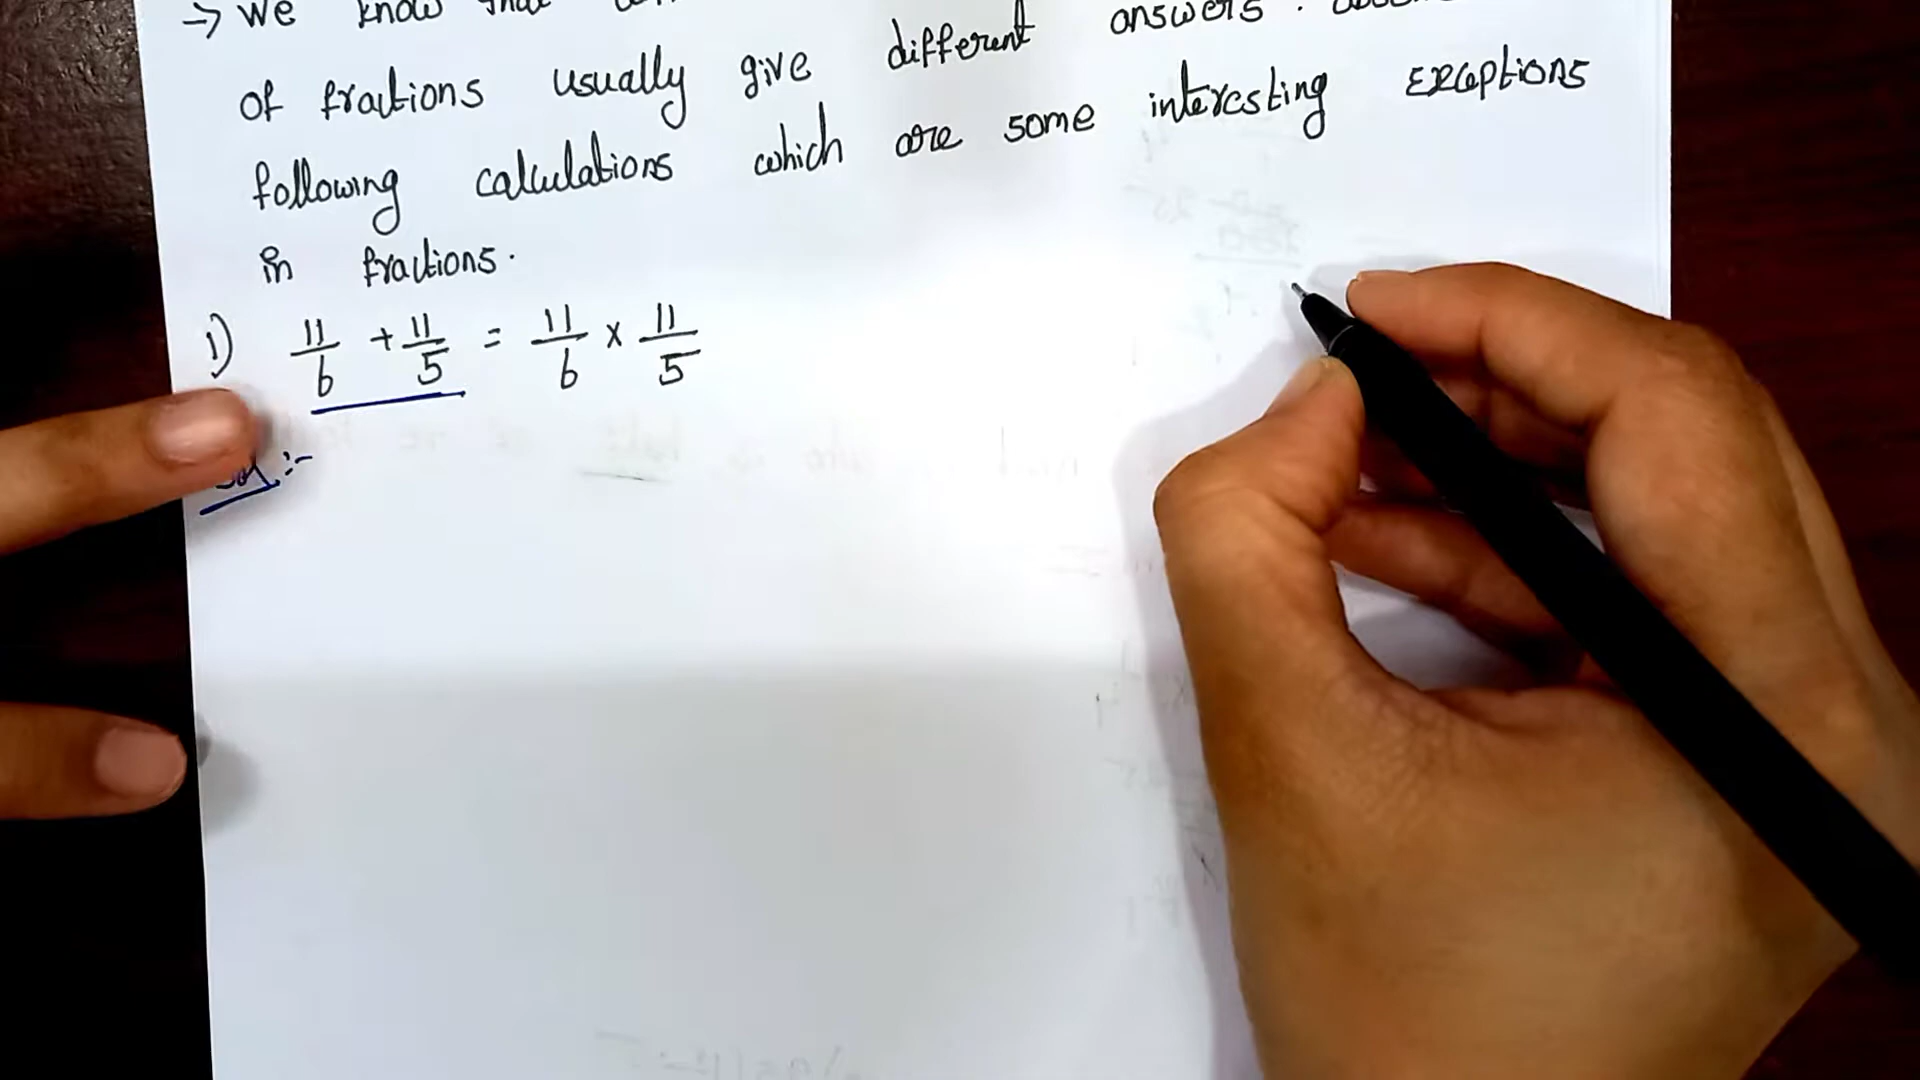 → We know that
of fractions usually give different answers.
following calculations which are some interesting exceptions
in fractions.
1) 11/6 + 11/5 = 11/6 × 11/5
Sol:-